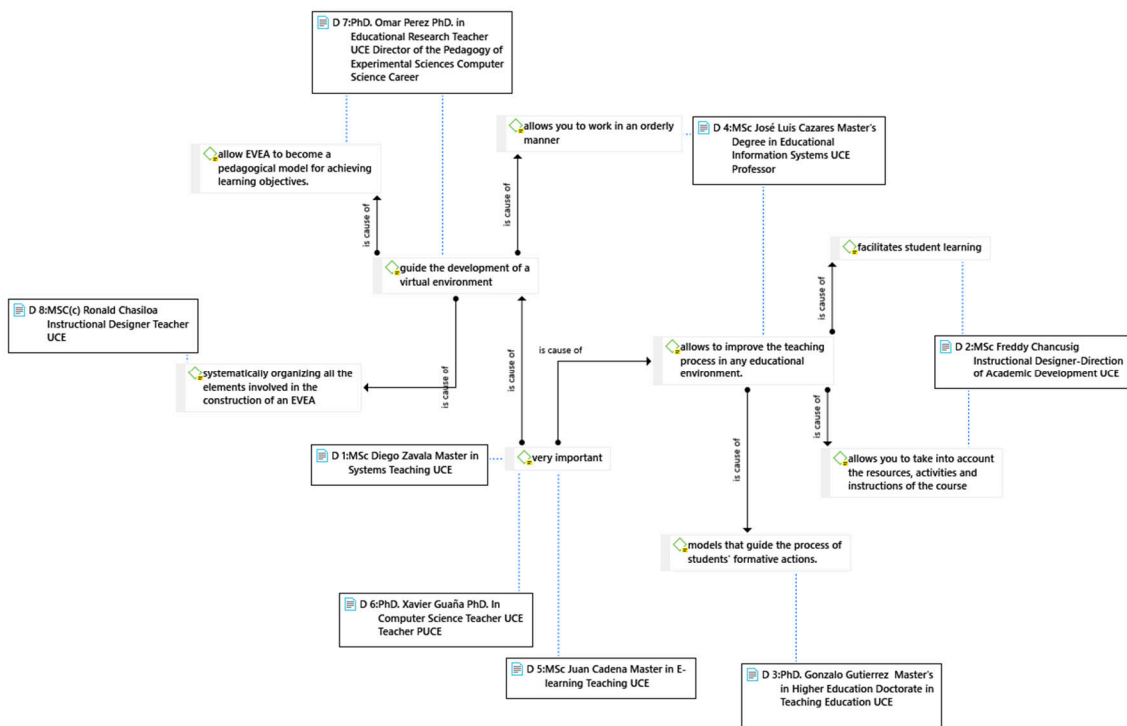 D 7:PhD. Omar Perez PhD. in
Educational Research Teacher
UCE Director of the Pedagogy of
Experimental Sciences Computer
Science Career
allows you to work in an orderly
manner
D 4:MSc José Luis Cazares Master's
Degree in Educational
Information Systems UCE
Professor
allow EVEA to become a
pedagogical model for achieving
learning objectives.
is cause of
is cause of
facilitates student learning
guide the development of a
virtual environment
is cause of
D 8:MSC(c) Ronald Chasiloa
Instructional Designer Teacher
UCE
is cause of
allows to improve the teaching
process in any educational
environment.
D 2:MSc Freddy Chancusig
Instructional Designer-Direction
of Academic Development UCE
systematically organizing all the
elements involved in the
construction of an EVEA
is cause of
is cause of
is cause of
D 1:MSc Diego Zavala Master in
Systems Teaching UCE
very important
allows you to take into account
the resources, activities and
instructions of the course
is cause of
models that guide the process of
students' formative actions.
D 6:PhD. Xavier Guaña PhD. In
Computer Science Teacher UCE
Teacher PUCE
D 5:MSc Juan Cadena Master in E-
learning Teaching UCE
D 3:PhD. Gonzalo Gutierrez Master's
in Higher Education Doctorate in
Teaching Education UCE